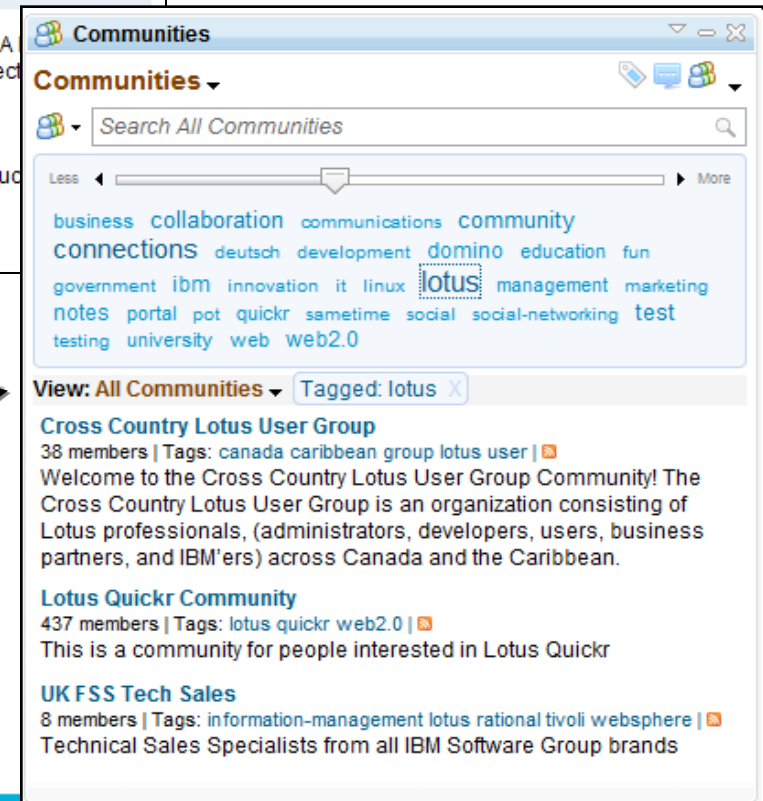 A
ect
uc
Communities
Communities
Search All Communities
Less More
business collaboration communications community
connections deutsch development domino education fun
government ibm innovation it linux lotus management marketing
notes portal pot quickr sametime social social-networking test
testing university web web2.0
View: All Communities Tagged: lotus X
Cross Country Lotus User Group
38 members | Tags: canada caribbean group lotus user |
Welcome to the Cross Country Lotus User Group Community! The
Cross Country Lotus User Group is an organization consisting of
Lotus professionals, (administrators, developers, users, business
partners, and IBM'ers) across Canada and the Caribbean.
Lotus Quickr Community
437 members | Tags: lotus quickr web2.0 |
This is a community for people interested in Lotus Quickr
UK FSS Tech Sales
8 members | Tags: information-management lotus rational tivoli websphere |
Technical Sales Specialists from all IBM Software Group brands